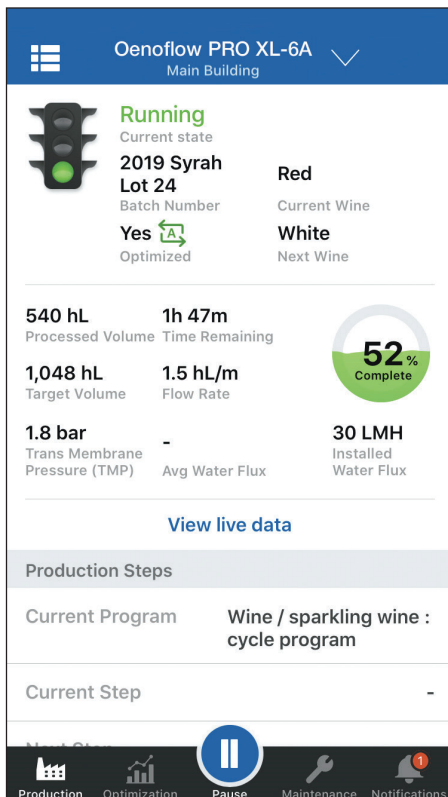 Oenoflow PRO XL-6A
Main Building
Running
Current state
2019 Syrah
Lot 24
Batch Number
Red
Current Wine
Yes A
Optimized
White
Next Wine
540 hL
Processed Volume
1h 47m
Time Remaining
52%
Complete
1,048 hL
Target Volume
1.5 hL/m
Flow Rate
1.8 bar
Trans Membrane
Pressure (TMP)
-
Avg Water Flux
30 LMH
Installed
Water Flux
View live data
Production Steps
Current Program
Wine / sparkling wine :
cycle program
Current Step -
Next Step
1
Production Optimization Pause Maintenance Notifications